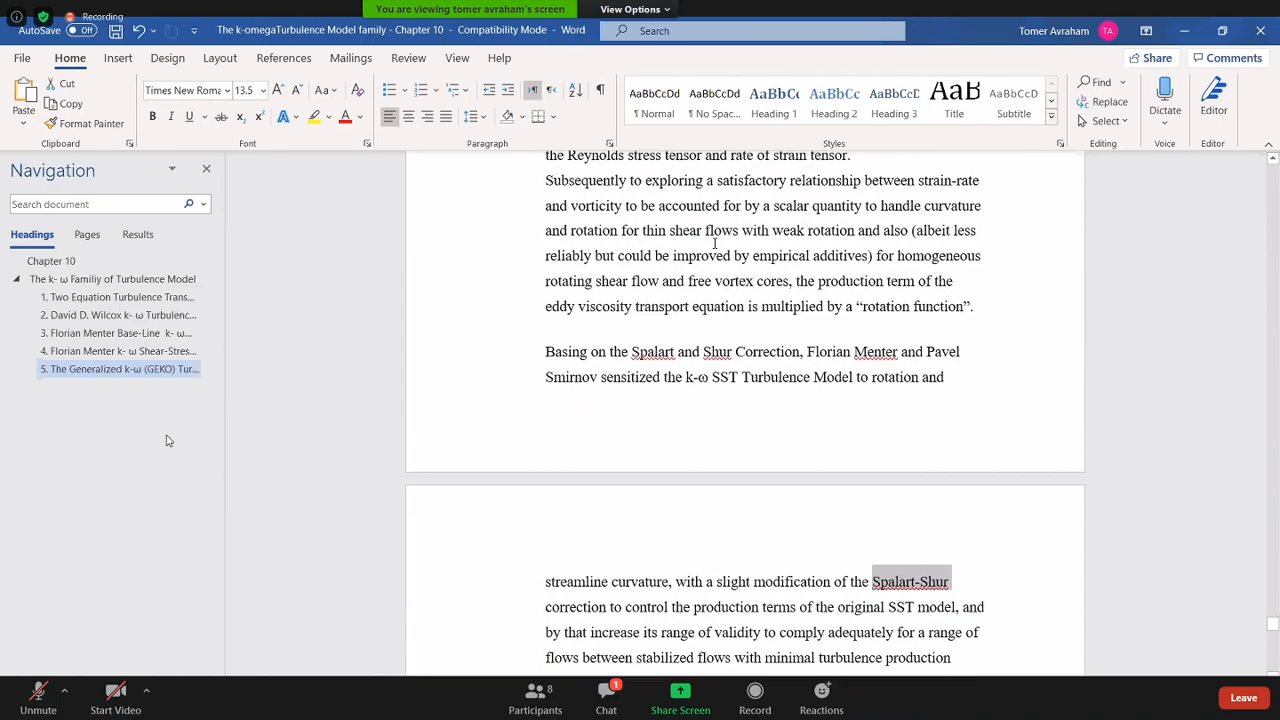 Recording
You are viewing tomer avraham's screen
View Options
AutoSave Off
The k-omegaTurbulence Model family - Chapter 10 - Compatibility Mode - Word
Search
Tomer Avraham
TA
File Home Insert Design Layout References Mailings Review View Help
Share Comments
Paste
Cut
Copy
Format Painter
Clipboard
Times New Roma 13.5
Font
Paragraph
AaBbCcDd AaBbCcDd AaBbCc AaBbCc AaBbCcD AaB AaBbCcD
¶ Normal ¶ No Spac... Heading 1 Heading 2 Heading 3 Title Subtitle
Styles
Find
Replace
Select
Editing
Dictate
Voice
Editor
Editor
Navigation
Search document
Headings Pages Results
Chapter 10
The k- ω Familiy of Turbulence Model
1. Two Equation Turbulence Trans...
2. David D. Wilcox k- ω Turbulenc...
3. Florian Menter Base-Line k- ω...
4. Florian Menter k- ω Shear-Stres...
5. The Generalized k-ω (GEKO) Tur...
the Reynolds stress tensor and rate of strain tensor.
Subsequently to exploring a satisfactory relationship between strain-rate
and vorticity to be accounted for by a scalar quantity to handle curvature
and rotation for thin shear flows with weak rotation and also (albeit less
reliably but could be improved by empirical additives) for homogeneous
rotating shear flow and free vortex cores, the production term of the
eddy viscosity transport equation is multiplied by a “rotation function”.
Basing on the Spalart and Shur Correction, Florian Menter and Pavel
Smirnov sensitized the k-ω SST Turbulence Model to rotation and
streamline curvature, with a slight modification of the Spalart-Shur
correction to control the production terms of the original SST model, and
by that increase its range of validity to comply adequately for a range of
flows between stabilized flows with minimal turbulence production
Unmute
Start Video
8
Participants
1
Chat
Share Screen
Record
Reactions
Leave